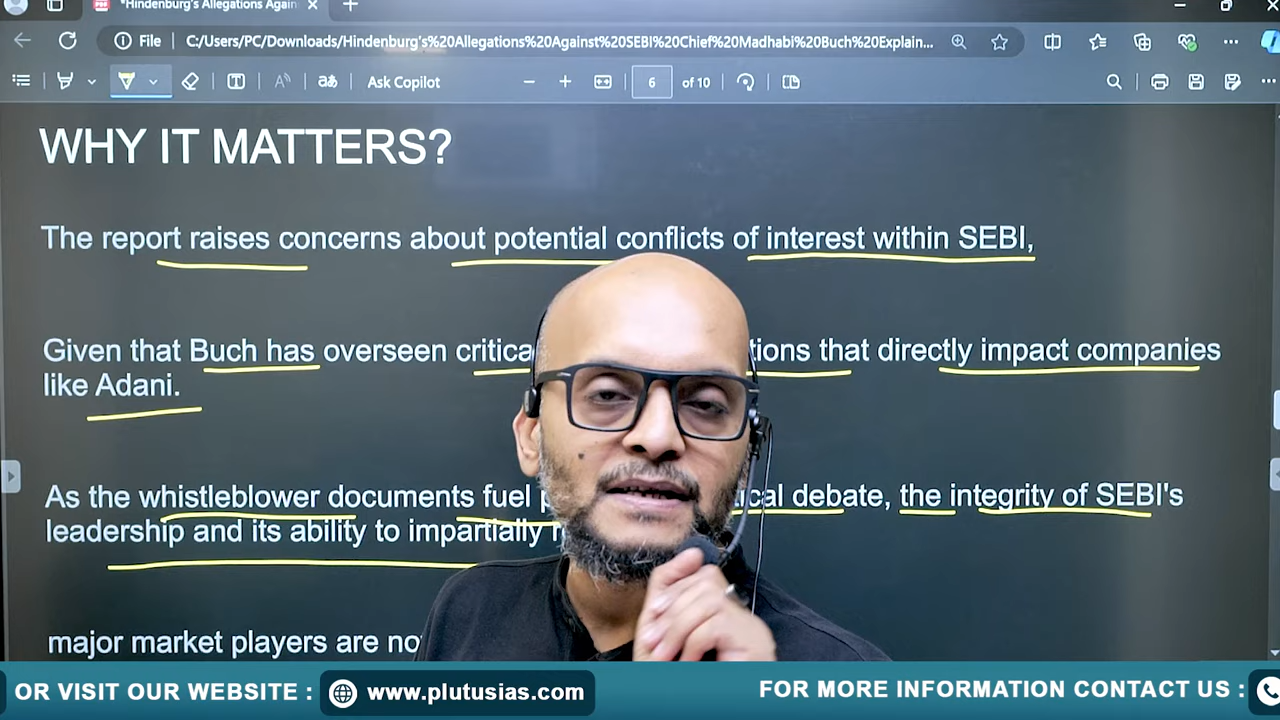 *Hindenburg's Allegations Again
File C:/Users/PC/Downloads/Hindenburg's%20Allegations%20Against%20SEBI%20Chief%20Madhabi%20Buch%20Explain...
Ask Copilot
6 of 10
WHY IT MATTERS?
The report raises concerns about potential conflicts of interest within SEBI,
Given that Buch has overseen critica tions that directly impact companies
like Adani.
As the whistleblower documents fuel p cal debate, the integrity of SEBI's
leadership and its ability to impartially r
major market players are no
OR VISIT OUR WEBSITE : www.plutusias.com
FOR MORE INFORMATION CONTACT US :